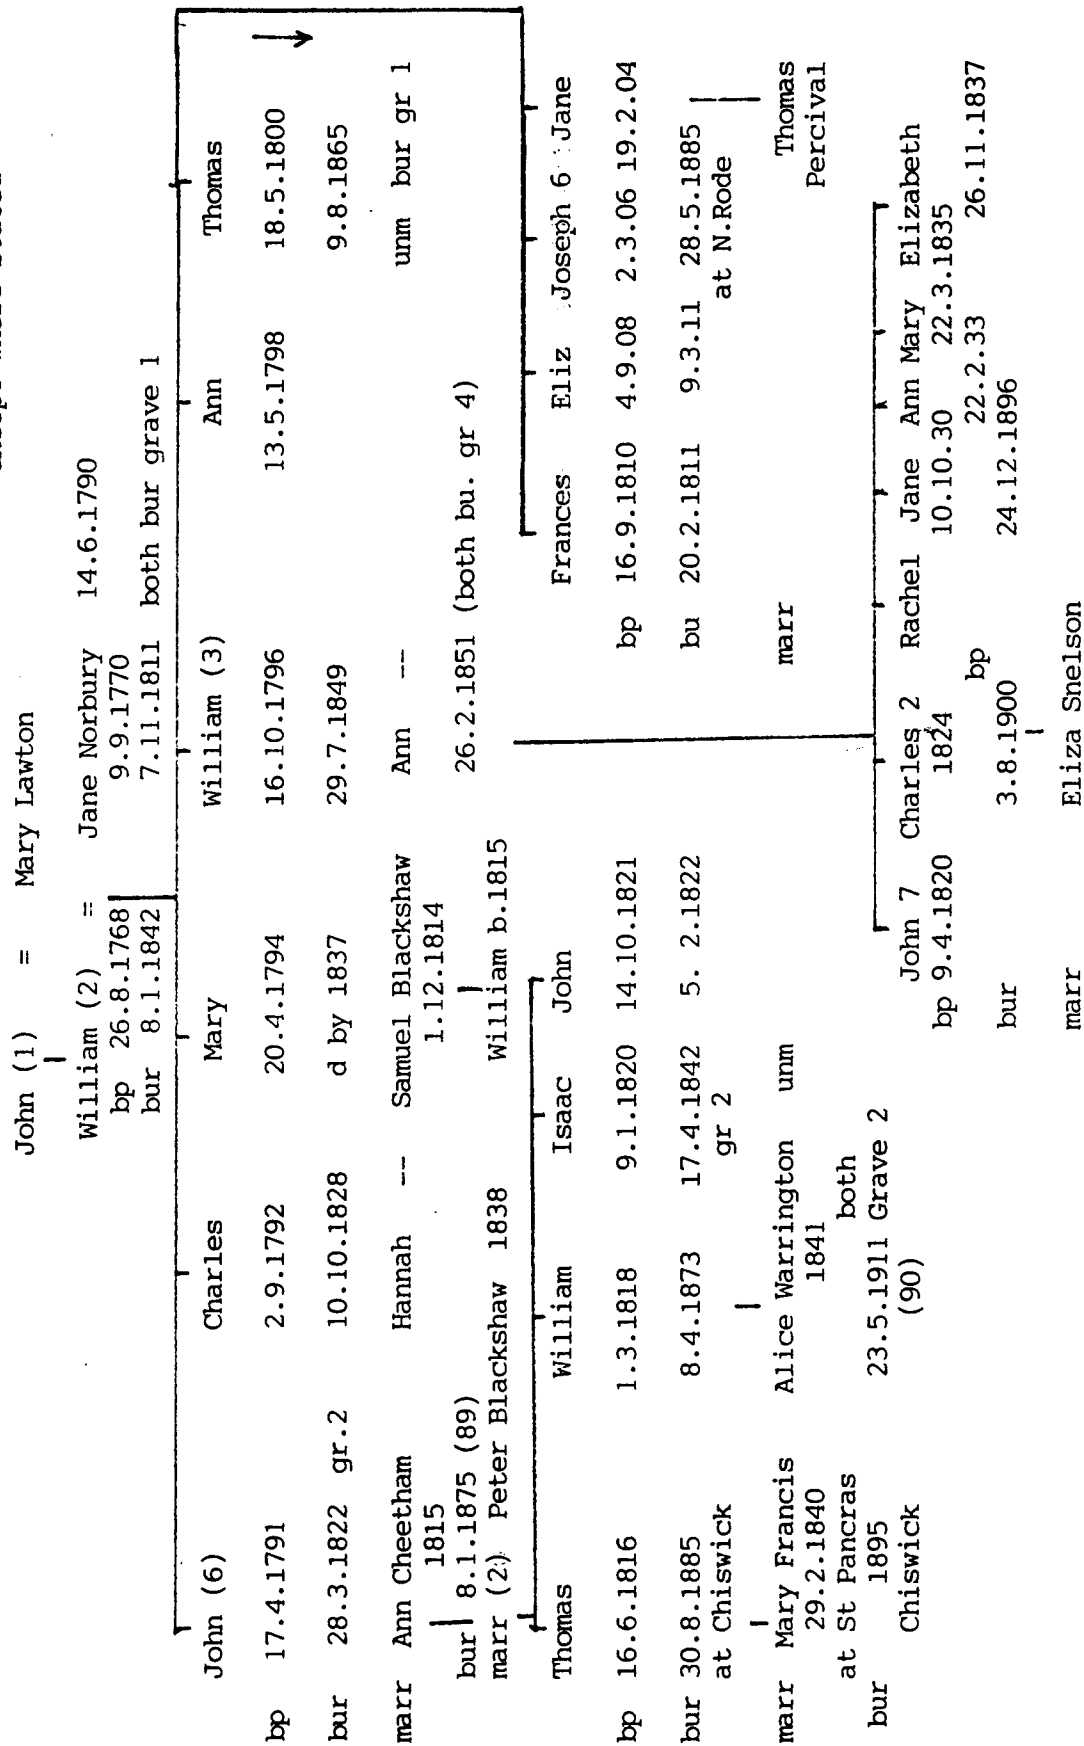 except where stated
John (1) = Mary Lawton
William (2) = Jane Norbury 14.6.1790
bp 26.8.1768 9.9.1770
bur 8.1.1842 7.11.1811 both bur grave 1
John (6) Charles Mary William (3) Ann Thomas
bp 17.4.1791 2.9.1792 20.4.1794 16.10.1796 13.5.1798 18.5.1800
bur 28.3.1822 gr.2 10.10.1828 d by 1837 29.7.1849 9.8.1865
marr Ann Cheetham Hannah -- Samuel Blackshaw Ann -- unm bur gr 1
1815 1.12.1814
bur 8.1.1875 (89) 26.2.1851 (both bu. gr 4)
marr (2) Peter Blackshaw 1838 William b.1815
Thomas William Isaac John Frances Eliz Joseph 6 Jane
bp 16.6.1816 1.3.1818 9.1.1820 14.10.1821 bp 16.9.1810 4.9.08 2.3.06 19.2.04
bur 30.8.1885 8.4.1873 17.4.1842 5. 2.1822 bu 20.2.1811 9.3.11 28.5.1885
at Chiswick gr 2 at N.Rode
marr Mary Francis Alice Warrington unm marr Thomas
29.2.1840 1841 Percival
at St Pancras both
bur 1895 23.5.1911 Grave 2
Chiswick (90)
John 7 Charles 2 Rachel Jane Ann Mary Elizabeth
bp 9.4.1820 1824 10.10.30 22.3.1835
bp 22.2.33 26.11.1837
bur 3.8.1900 24.12.1896
marr Eliza Snelson